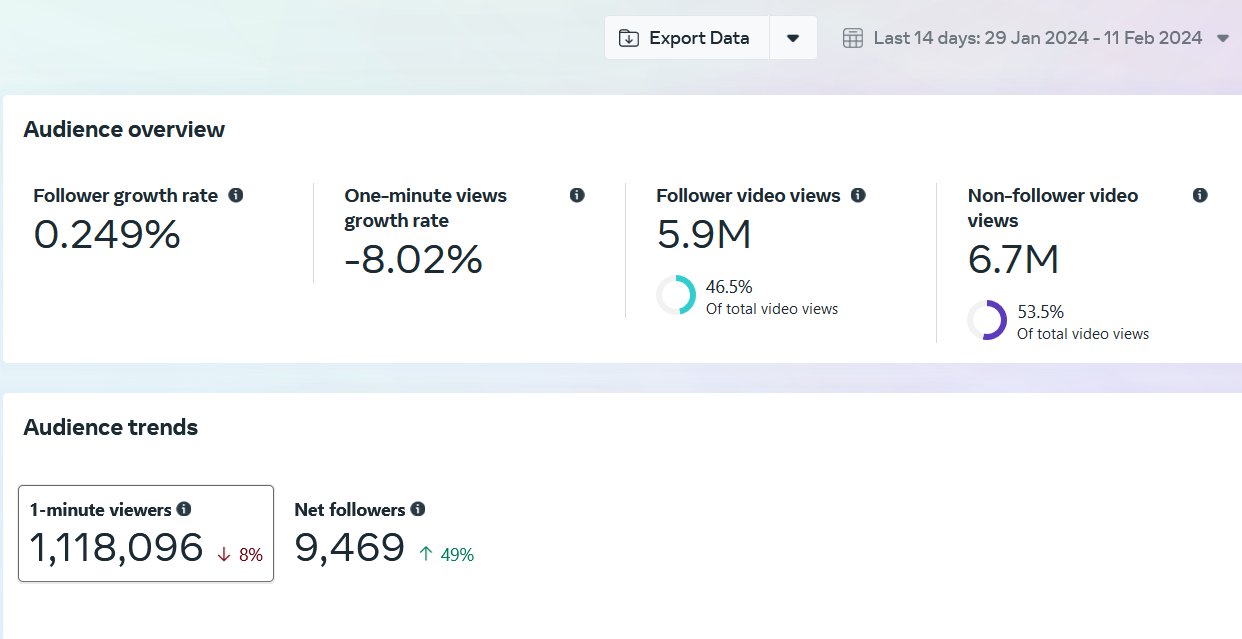 Export Data
Last 14 days: 29 Jan 2024 - 11 Feb 2024
Audience overview
Follower growth rate
0.249%
One-minute views
growth rate
-8.02%
Follower video views
5.9M
46.5%
Of total video views
Non-follower video
views
6.7M
53.5%
Of total video views
Audience trends
1-minute viewers
1,118,096 ↓ 8%
Net followers
9,469 ↑ 49%